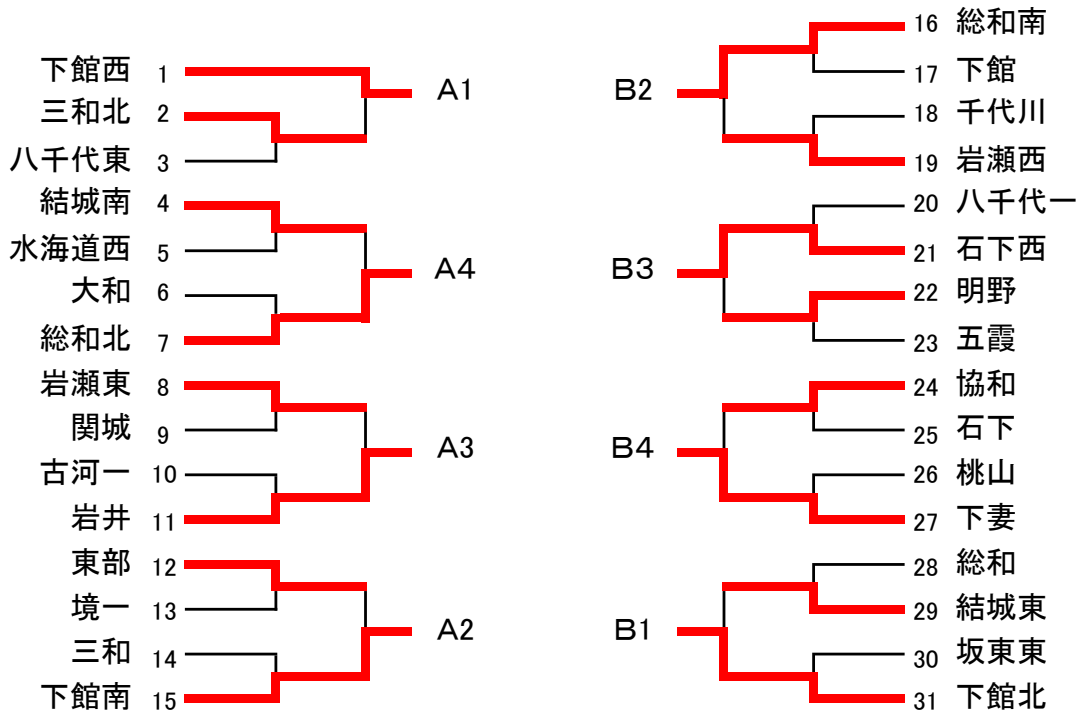 下館西 1
三和北 2
八千代東 3
結城南 4
水海道西 5
大和 6
総和北 7
岩瀬東 8
関城 9
古河一 10
岩井 11
東部 12
境一 13
三和 14
下館南 15
A1
A4
A3
A2
B2
B3
B4
B1
16 総和南
17 下館
18 千代川
19 岩瀬西
20 八千代一
21 石下西
22 明野
23 五霞
24 協和
25 石下
26 桃山
27 下妻
28 総和
29 結城東
30 坂東東
31 下館北